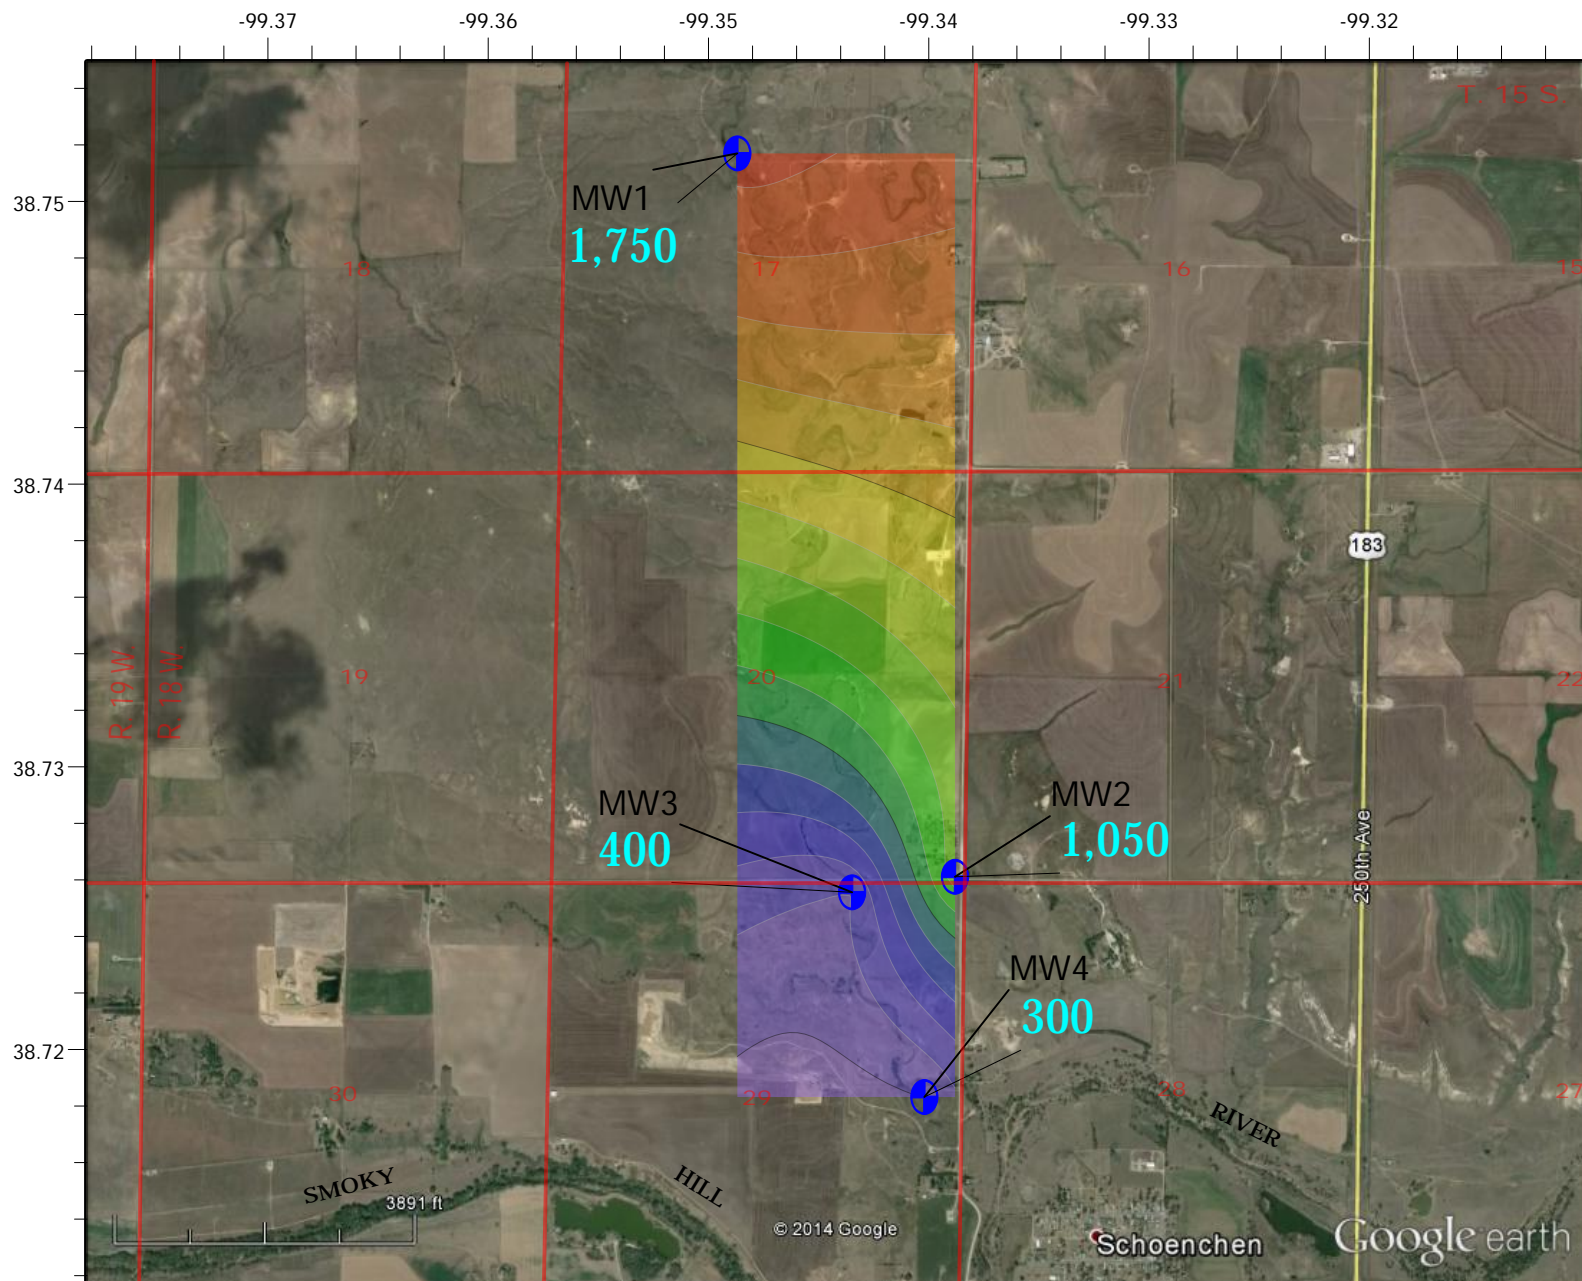 -99.37 -99.36 -99.35 -99.34 -99.33 -99.32
T. 15 S.
38.75
MW1
1,750
18 17 16 15
38.74
183
R. 19 W.
R. 18 W.
19 20 21 22
38.73
MW3
400
MW2
1,050
250th Ave
MW4
300
38.72
30 29 28 27
SMOKY HILL RIVER
3891 ft
© 2014 Google
Schoenchen
Google earth